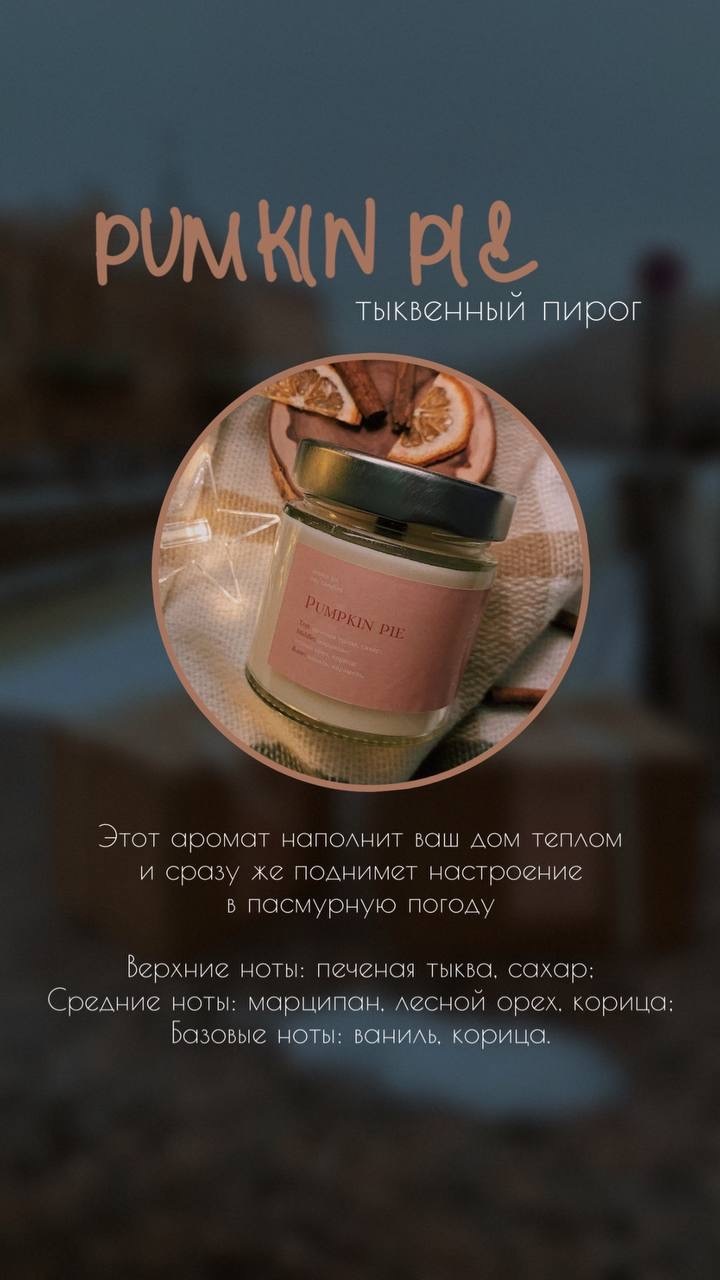 PUMKIN PIE
тыквенный пирог
PUMPKIN PIE
Этот аромат наполнит ваш дом теплом
и сразу же поднимет настроение
в пасмурную погоду
Верхние ноты: печеная тыква, сахар;
Средние ноты: марципан, лесной орех, корица;
Базовые ноты: ваниль, корица.